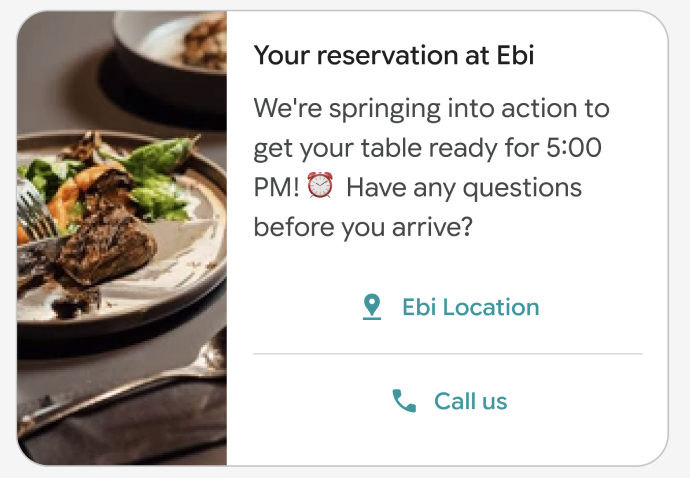 Your reservation at Ebi
We're springing into action to
get your table ready for 5:00
PM! ⏰ Have any questions
before you arrive?
Ebi Location
Call us